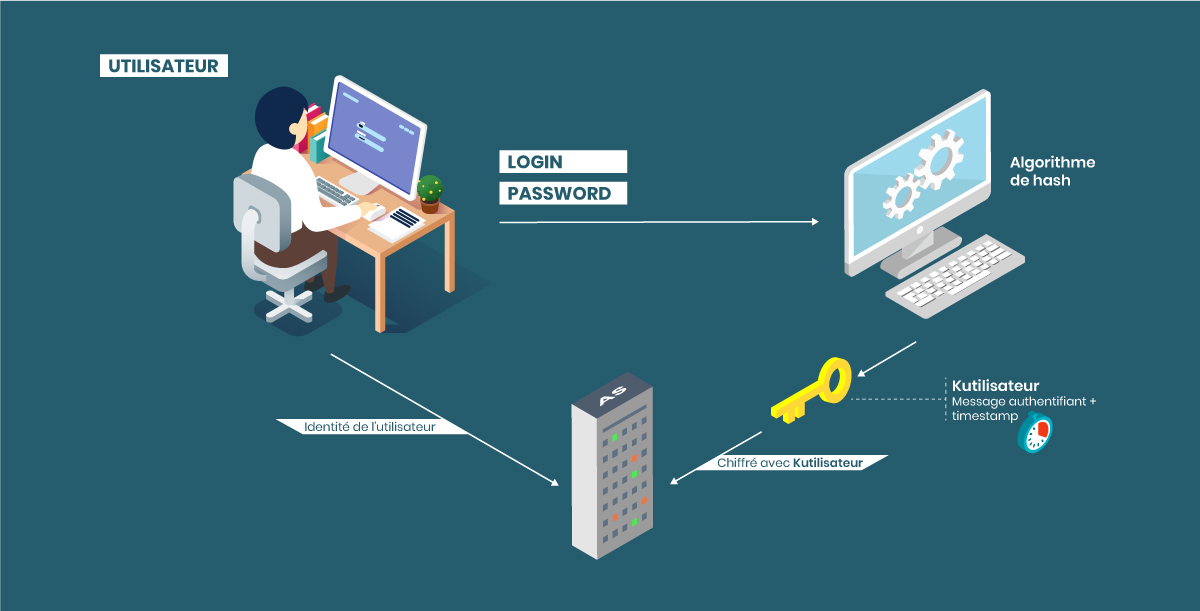 UTILISATEUR
LOGIN
PASSWORD
Algorithme
de hash
Identité de l'utilisateur
AS
Kutilisateur
Message authentifiant +
timestamp
Chiffré avec Kutilisateur